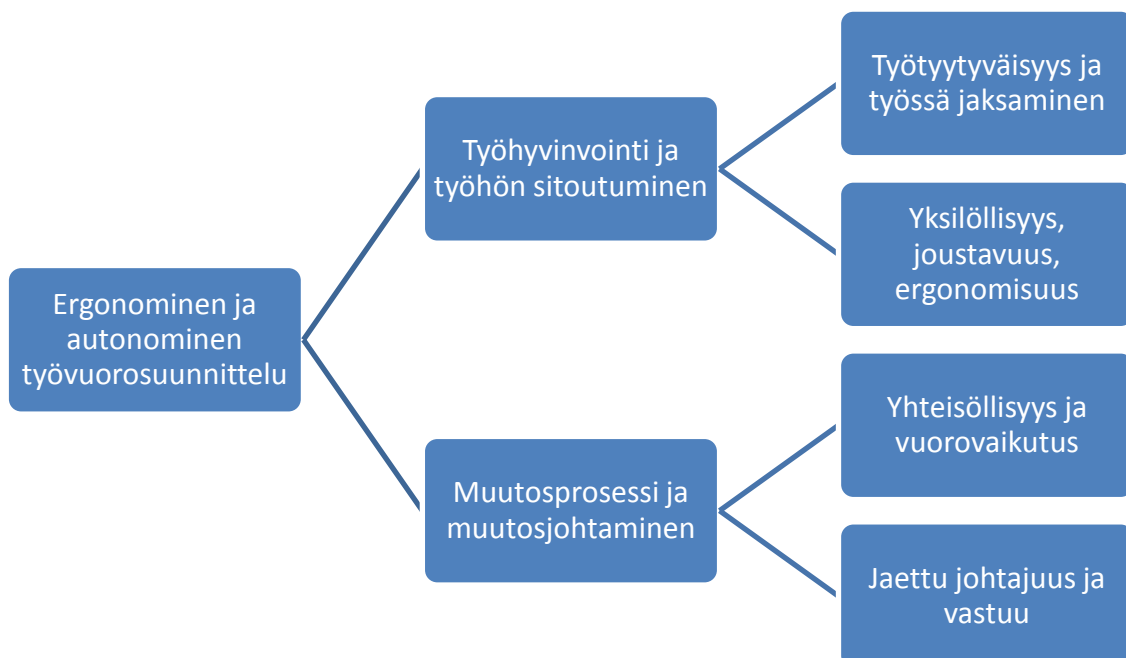 Ergonominen ja
autonominen
työvuorosuunnittelu
Työhyvinvointi ja
työhön sitoutuminen
Työtyytyväisyys ja
työssä jaksaminen
Yksilöllisyys,
joustavuus,
ergonomisuus
Muutosprosessi ja
muutosjohtaminen
Yhteisöllisyys ja
vuorovaikutus
Jaettu johtajuus ja
vastuu